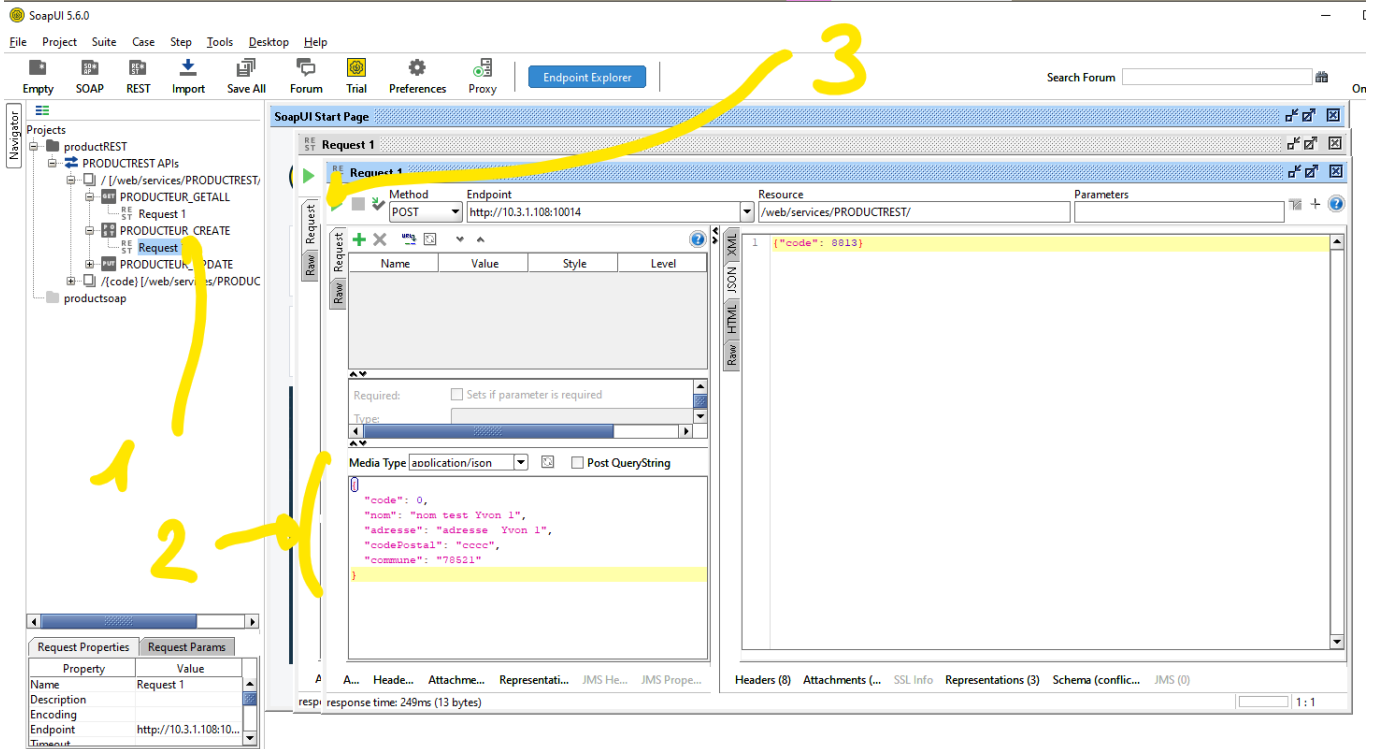 SoapUI 5.6.0
File Project Suite Case Step Tools Desktop Help
Empty SOAP REST Import Save All Forum Trial Preferences Proxy Endpoint Explorer Search Forum On
Navigator
Projects
productREST
PRODUCTREST APIs
/ [/web/services/PRODUCTREST/
GET PRODUCTEUR_GETALL
REST Request 1
PRODUCTEUR_CREATE
REST Request
PUT PRODUCTEUR_UPDATE
/{code} [/web/services/PRODUC
productsoap
1
2
3
Request Properties Request Params
Property Value
Name Request 1
Description
Encoding
Endpoint http://10.3.1.108:10...
Timeout
SoapUI Start Page
REST Request 1
REST Request 1
Request
Raw
Method Endpoint Resource Parameters
POST http://10.3.1.108:10014 /web/services/PRODUCTREST/
Request
Raw
Name Value Style Level
Required: Sets if parameter is required
Type:
Media Type application/json Post QueryString
{
"code": 0,
"nom": "nom test Yvon 1",
"adresse": "adresse  Yvon 1",
"codePostal": "cccc",
"commune": "78521"
}
A... Heade... Attachme... Representati... JMS He... JMS Prope...
XML
JSON
HTML
Raw
1 {"code": 8813}
Headers (8) Attachments (... SSL Info Representations (3) Schema (conflic... JMS (0)
A
respo
response time: 249ms (13 bytes)
1 : 1